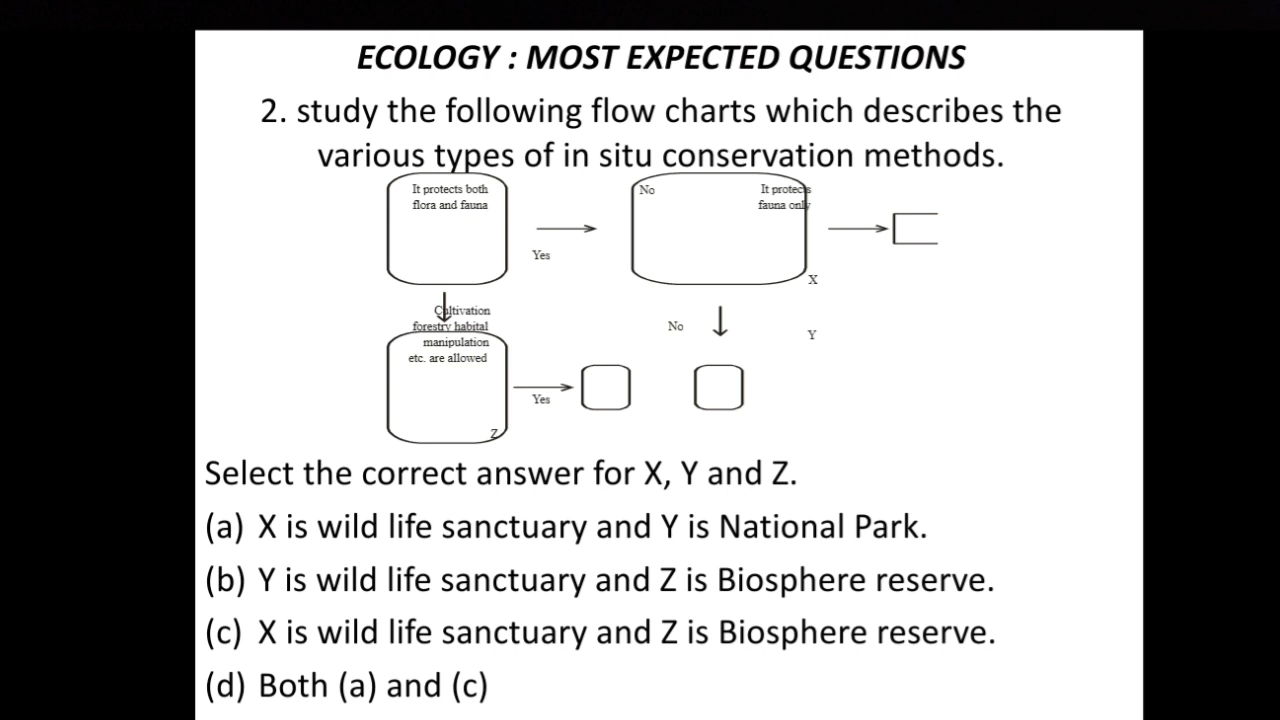 ECOLOGY : MOST EXPECTED QUESTIONS
2. study the following flow charts which describes the
various types of in situ conservation methods.
It protects both
flora and fauna
Yes
No
It protects
fauna only
X
Cultivation
forestry habital
manipulation
etc. are allowed
No
Y
Yes
Z
Select the correct answer for X, Y and Z.
(a) X is wild life sanctuary and Y is National Park.
(b) Y is wild life sanctuary and Z is Biosphere reserve.
(c) X is wild life sanctuary and Z is Biosphere reserve.
(d) Both (a) and (c)